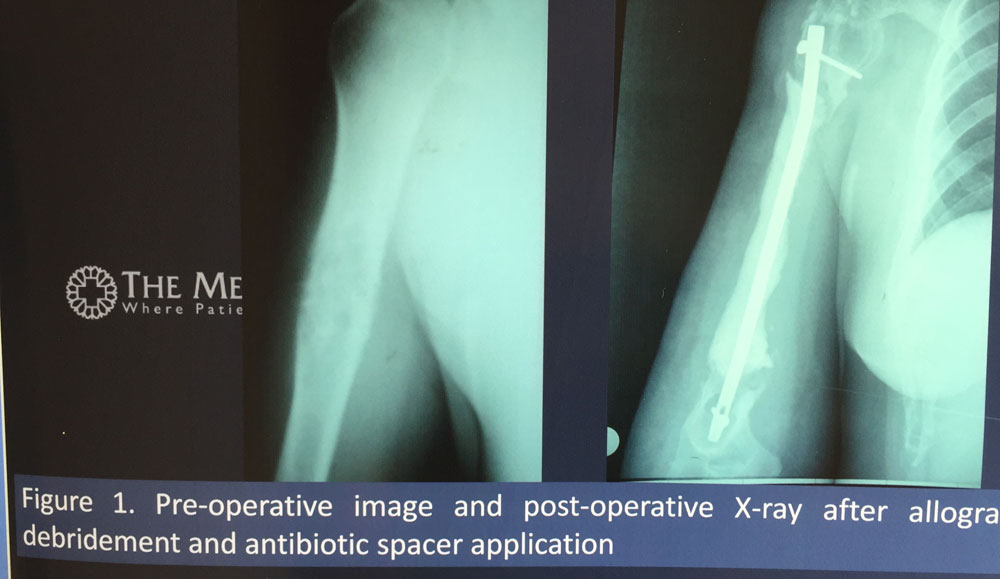 THE ME
Where Patie
Figure 1. Pre-operative image and post-operative X-ray after allogra
debridement and antibiotic spacer application